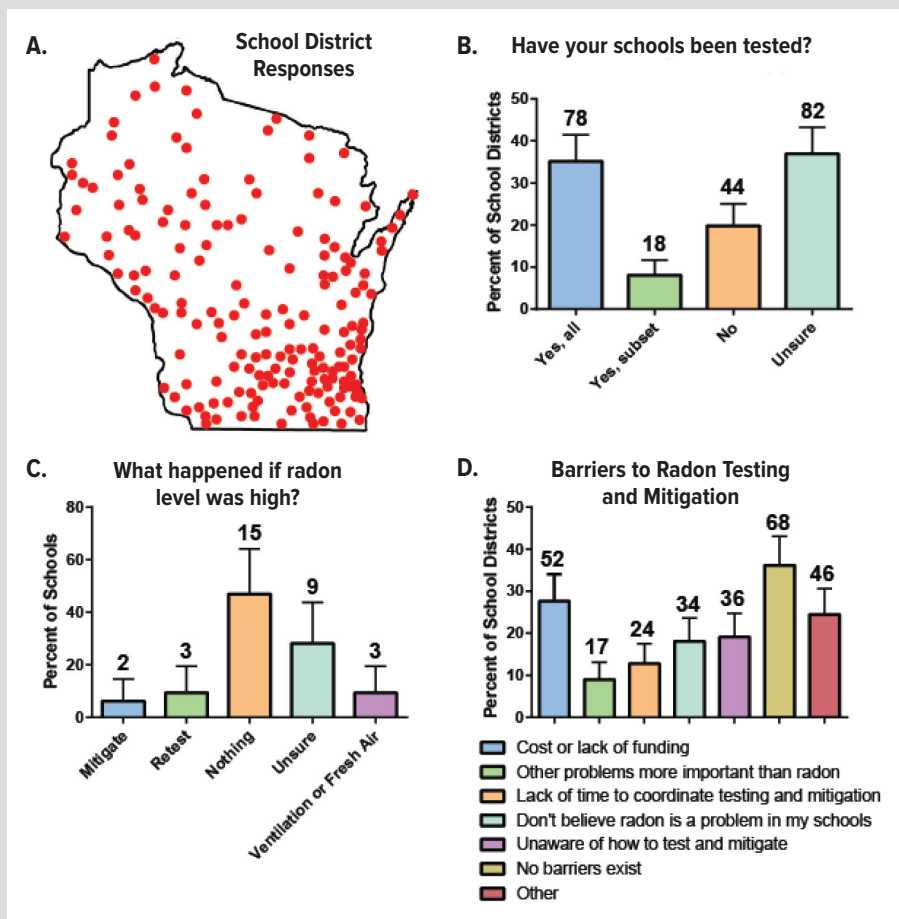 A.
School District
Responses
B.
Have your schools been tested?
Percent of School Districts
50
40
30
20
10
0
78
18
44
82
Yes, all
Yes, subset
No
Unsure
C.
What happened if radon
level was high?
Percent of Schools
80
60
40
20
0
2
3
15
9
3
Mitigate
Retest
Nothing
Unsure
Ventilation or Fresh Air
D.
Barriers to Radon Testing
and Mitigation
Percent of School Districts
50
40
30
20
10
0
52
17
24
34
36
68
46
Cost or lack of funding
Other problems more important than radon
Lack of time to coordinate testing and mitigation
Don't believe radon is a problem in my schools
Unaware of how to test and mitigate
No barriers exist
Other